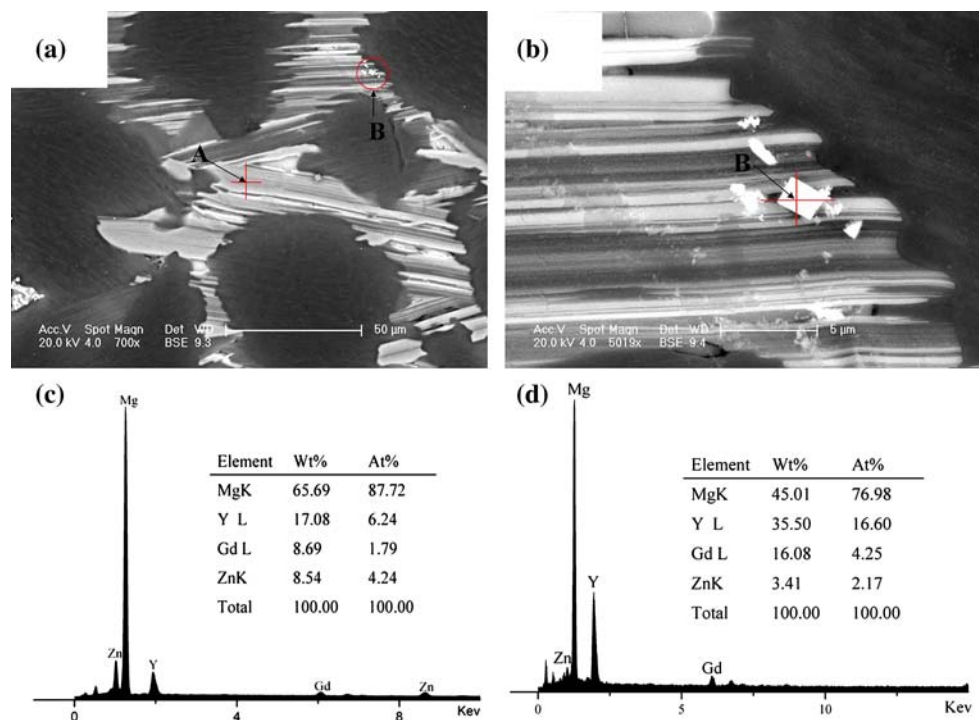 (a)
A
B
Acc.V Spot Magn Det WD
20.0 kV 4.0 700x BSE 9.3
50 µm
(b)
B
Acc.V Spot Magn Det WD
20.0 kV 4.0 5019x BSE 9.4
5 µm
(c)
Mg
Zn
Y
Gd
Zn
Element Wt% At%
MgK 65.69 87.72
Y L 17.08 6.24
Gd L 8.69 1.79
ZnK 8.54 4.24
Total 100.00 100.00
0 4 8 Kev
(d)
Mg
Y
Zn
Gd
Element Wt% At%
MgK 45.01 76.98
Y L 35.50 16.60
Gd L 16.08 4.25
ZnK 3.41 2.17
Total 100.00 100.00
0 5 10 Kev